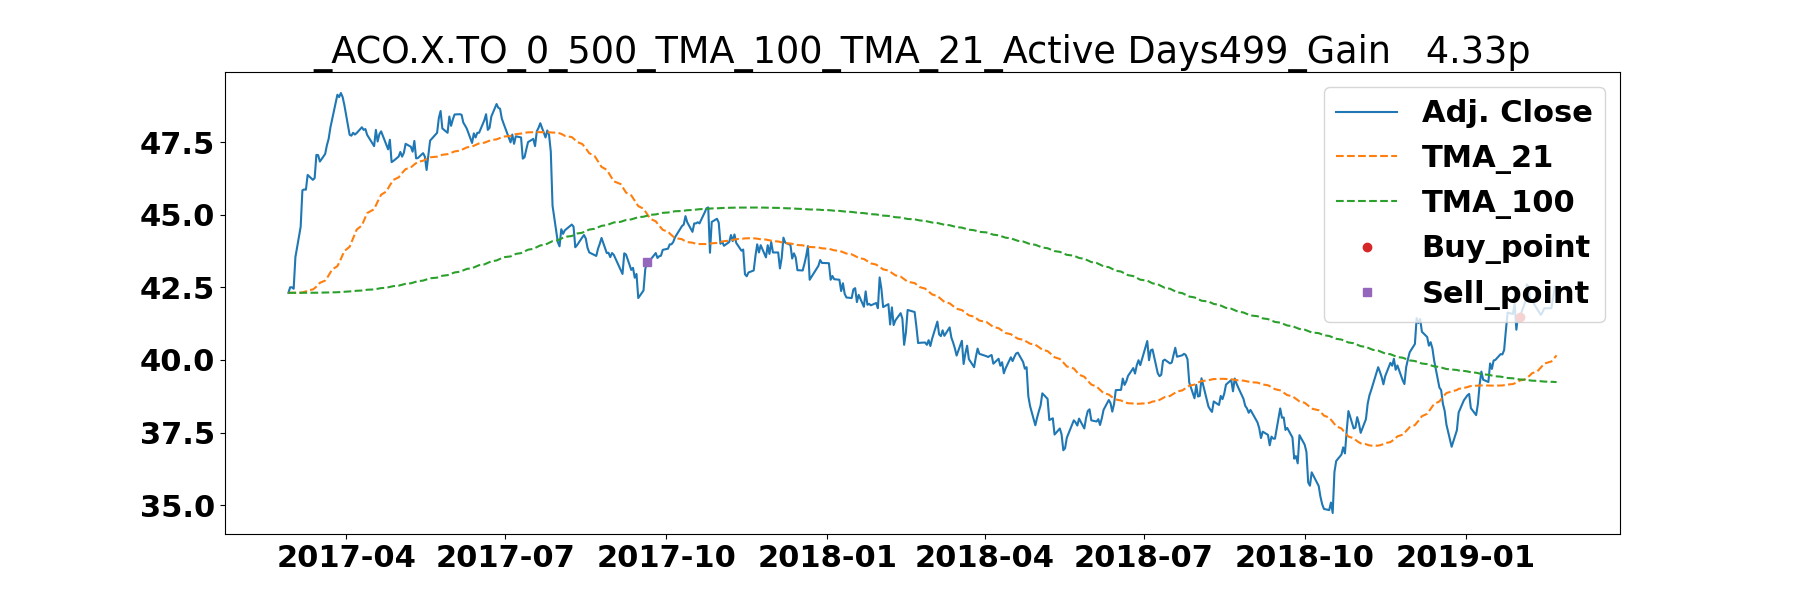 _ACO.X.TO_0_500_TMA_100_TMA_21_Active Days499_Gain   4.33p
Adj. Close
TMA_21
TMA_100
Buy_point
Sell_point
47.5
45.0
42.5
40.0
37.5
35.0
2017-04 2017-07 2017-10 2018-01 2018-04 2018-07 2018-10 2019-01